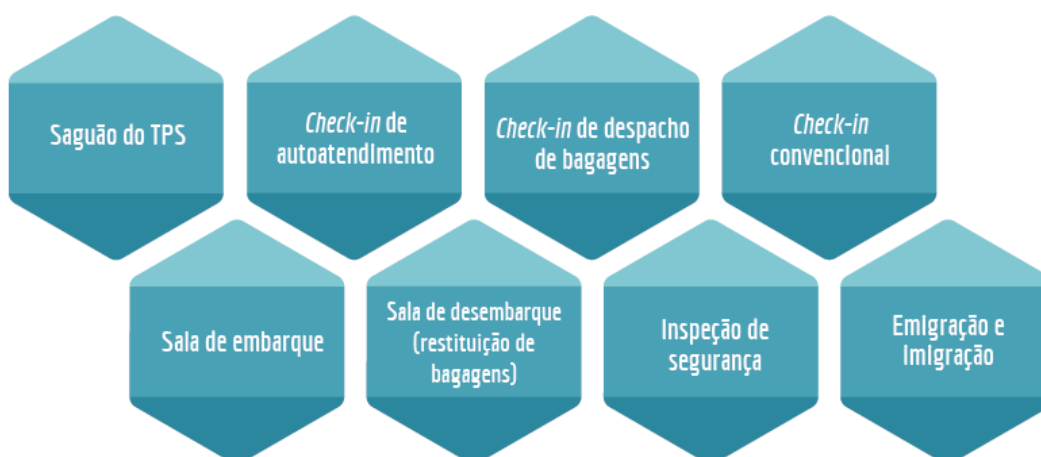 Saguão do TPS
Check-in de
autoatendimento
Check-in de despacho
de bagagens
Check-in
convencional
Sala de embarque
Sala de desembarque
(restituição de
bagagens)
Inspeção de
segurança
Emigração e
imigração